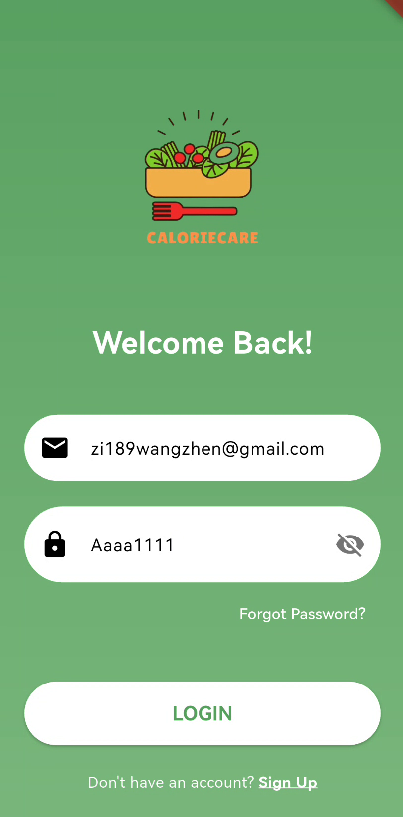 CALORIECARE
Welcome Back!
zi189wangzhen@gmail.com
Aaaa1111
Forgot Password?
LOGIN
Don't have an account? Sign Up